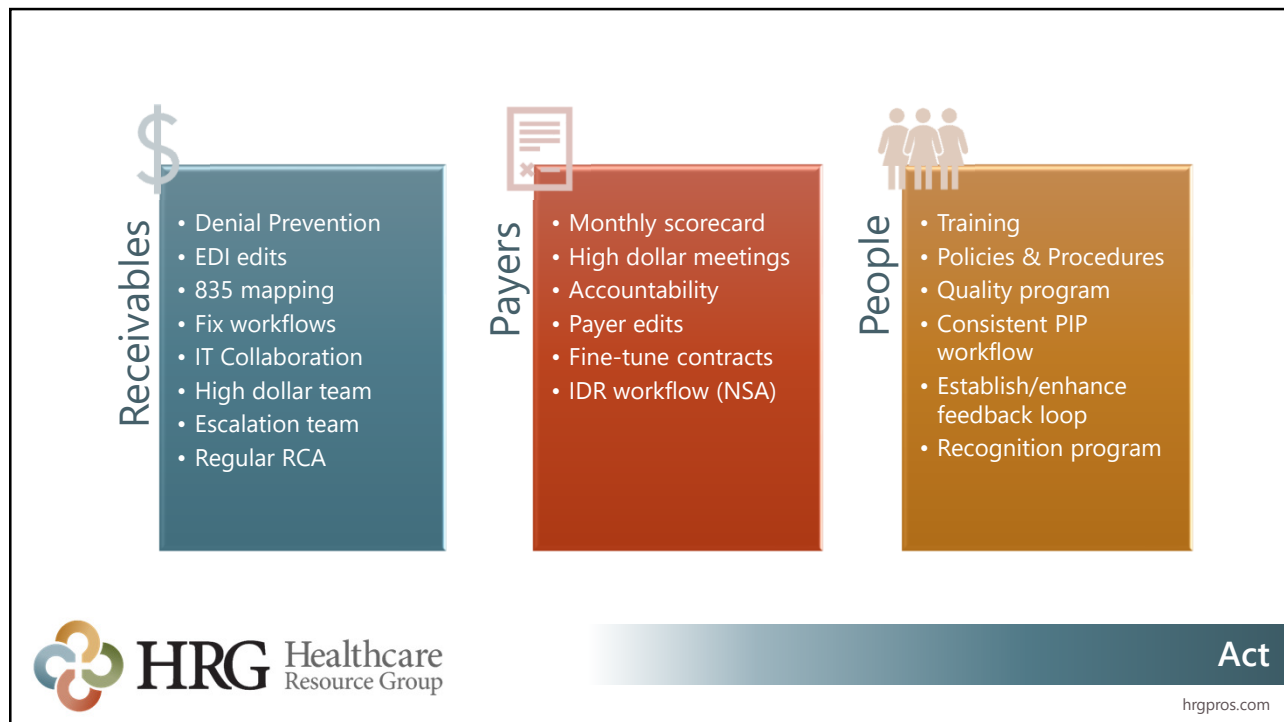 Receivables
• Denial Prevention
• EDI edits
• 835 mapping
• Fix workflows
• IT Collaboration
• High dollar team
• Escalation team
• Regular RCA
Payers
• Monthly scorecard
• High dollar meetings
• Accountability
• Payer edits
• Fine-tune contracts
• IDR workflow (NSA)
People
• Training
• Policies & Procedures
• Quality program
• Consistent PIP
workflow
• Establish/enhance
feedback loop
• Recognition program
HRG Healthcare
Resource Group
Act
hrgpros.com